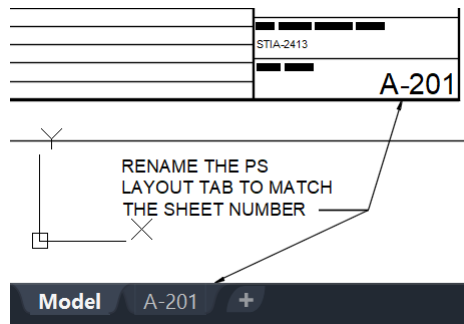 STIA-2413
A-201
Y
RENAME THE PS
LAYOUT TAB TO MATCH
THE SHEET NUMBER
X
Model A-201 +